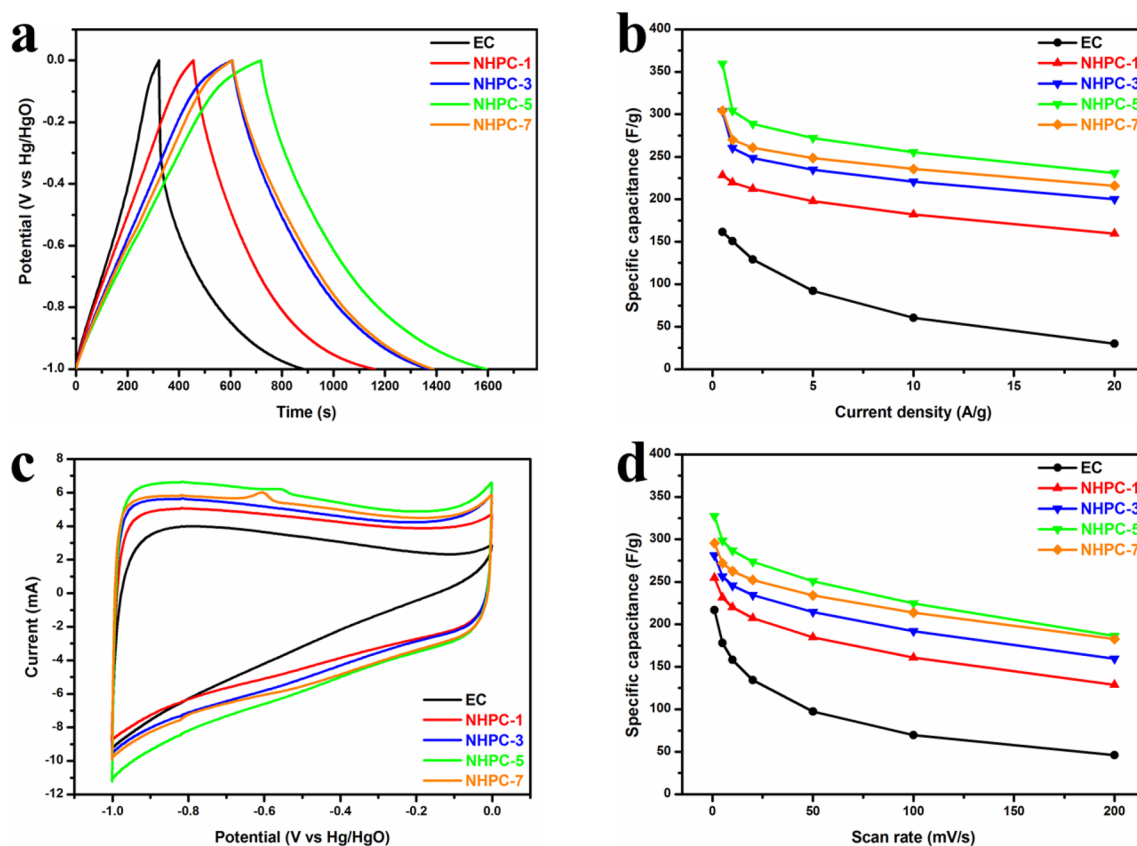 a
EC
NHPC-1
NHPC-3
NHPC-5
NHPC-7
0.0
-0.2
-0.4
-0.6
-0.8
-1.0
Potential (V vs Hg/HgO)
0 200 400 600 800 1000 1200 1400 1600
Time (s)
b
EC
NHPC-1
NHPC-3
NHPC-5
NHPC-7
400
350
300
250
200
150
100
50
0
Specific capacitance (F/g)
0 5 10 15 20
Current density (A/g)
c
8
6
4
2
0
-2
-4
-6
-8
-10
-12
Current (mA)
EC
NHPC-1
NHPC-3
NHPC-5
NHPC-7
-1.0 -0.8 -0.6 -0.4 -0.2 0.0
Potential (V vs Hg/HgO)
d
EC
NHPC-1
NHPC-3
NHPC-5
NHPC-7
400
350
300
250
200
150
100
50
0
Specific capacitance (F/g)
0 50 100 150 200
Scan rate (mV/s)